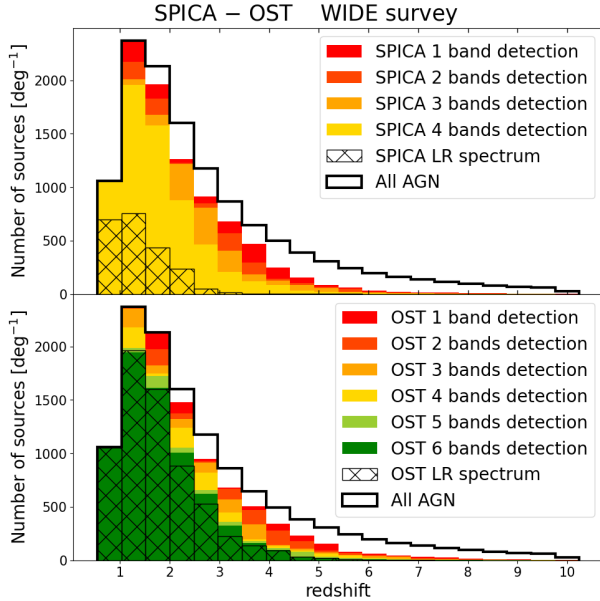 SPICA − OST    WIDE survey
Number of sources [deg⁻¹]
2000
1500
1000
500
0
SPICA 1 band detection
SPICA 2 bands detection
SPICA 3 bands detection
SPICA 4 bands detection
SPICA LR spectrum
All AGN
Number of sources [deg⁻¹]
2000
1500
1000
500
0
OST 1 band detection
OST 2 bands detection
OST 3 bands detection
OST 4 bands detection
OST 5 bands detection
OST 6 bands detection
OST LR spectrum
All AGN
1 2 3 4 5 6 7 8 9 10
redshift